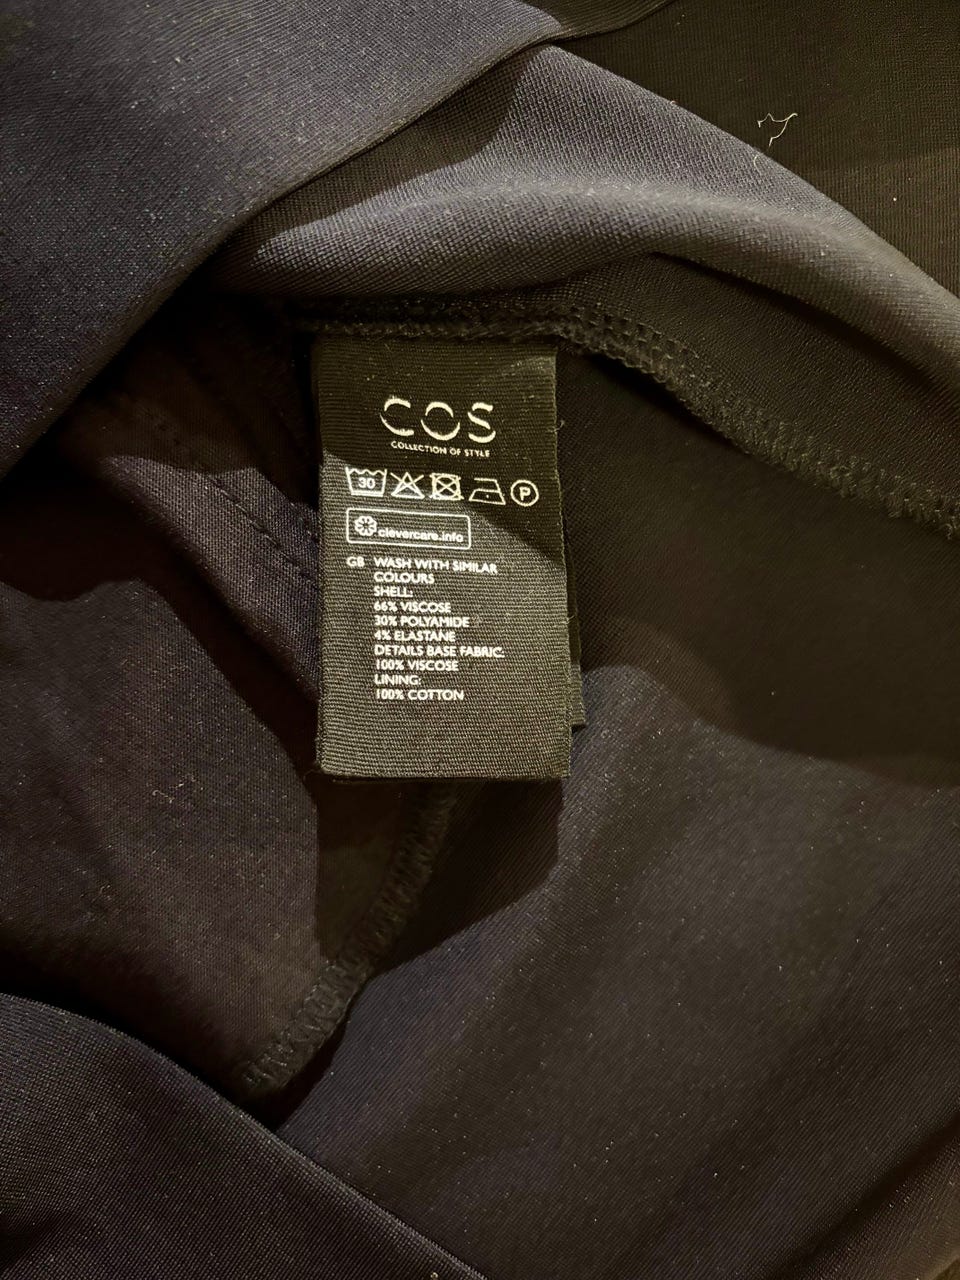 COS
COLLECTION OF STYLE
30 P
clevercare.info
GB WASH WITH SIMILAR
COLOURS
SHELL:
66% VISCOSE
30% POLYAMIDE
4% ELASTANE
DETAILS BASE FABRIC:
100% VISCOSE
LINING:
100% COTTON